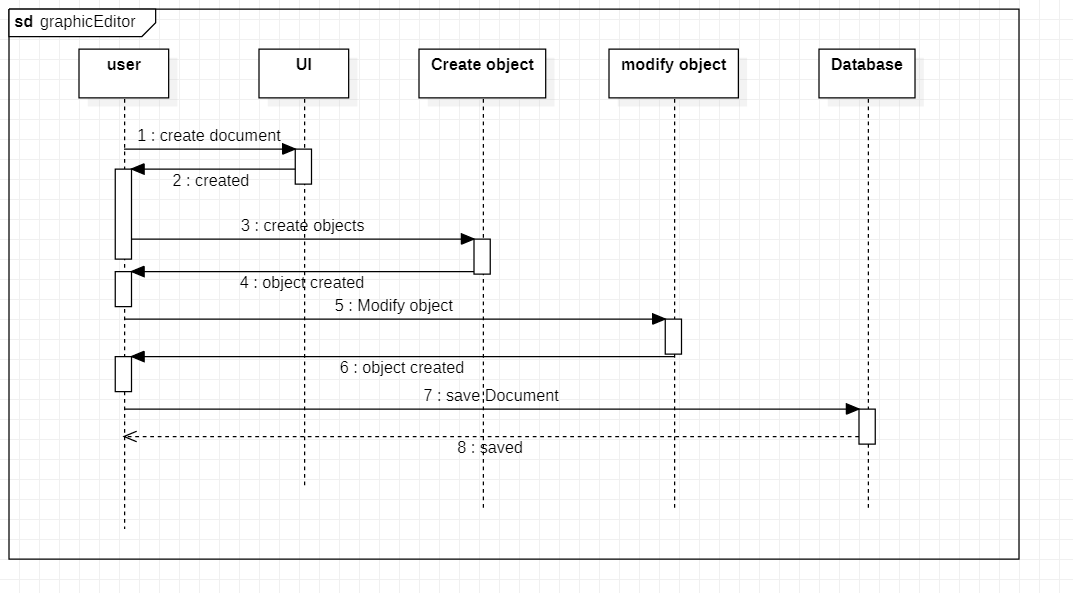 sd graphicEditor
user
UI
Create object
modify object
Database
1 : create document
2 : created
3 : create objects
4 : object created
5 : Modify object
6 : object created
7 : save Document
8 : saved